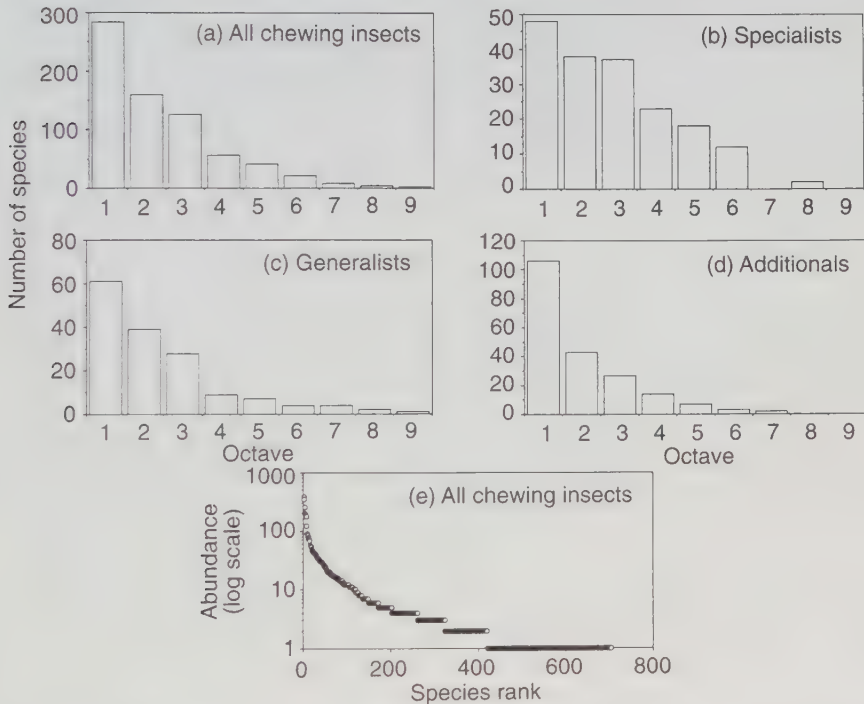 (a) All chewing insects
300
200
100
0
1 2 3 4 5 6 7 8 9
(b) Specialists
50
40
30
20
10
0
1 2 3 4 5 6 7 8 9
Number of species
(c) Generalists
80
60
40
20
0
1 2 3 4 5 6 7 8 9
Octave
(d) Additionals
120
100
80
60
40
20
0
1 2 3 4 5 6 7 8 9
Octave
(e) All chewing insects
1000
100
10
1
Abundance
(log scale)
0 200 400 600 800
Species rank